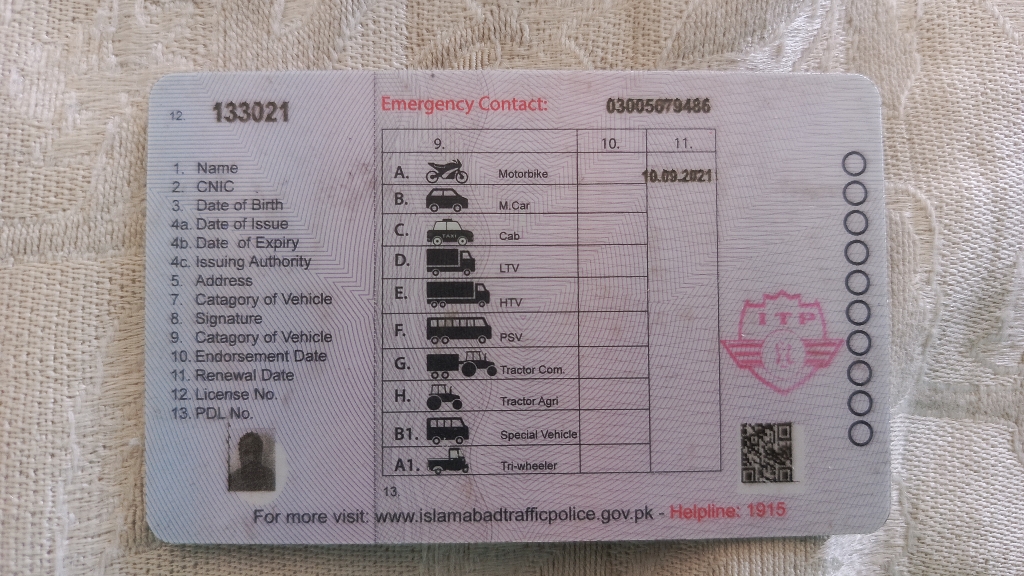 12. 133021
Emergency Contact: 03005679486
9. 10. 11.
1. Name
2. CNIC
3. Date of Birth
4a. Date of Issue
4b. Date of Expiry
4c. Issuing Authority
5. Address
7. Catagory of Vehicle
8. Signature
9. Catagory of Vehicle
10. Endorsement Date
11. Renewal Date
12. License No.
13. PDL No.
A. Motorbike 10.09.2021
B. M.Car
C. TAXI Cab
D. LTV
E. HTV
F. PSV
G. Tractor Com.
H. Tractor Agri
B1. Special Vehicle
A1. Tri-wheeler
13.
ITP
For more visit: www.islamabadtrafficpolice.gov.pk - Helpline: 1915